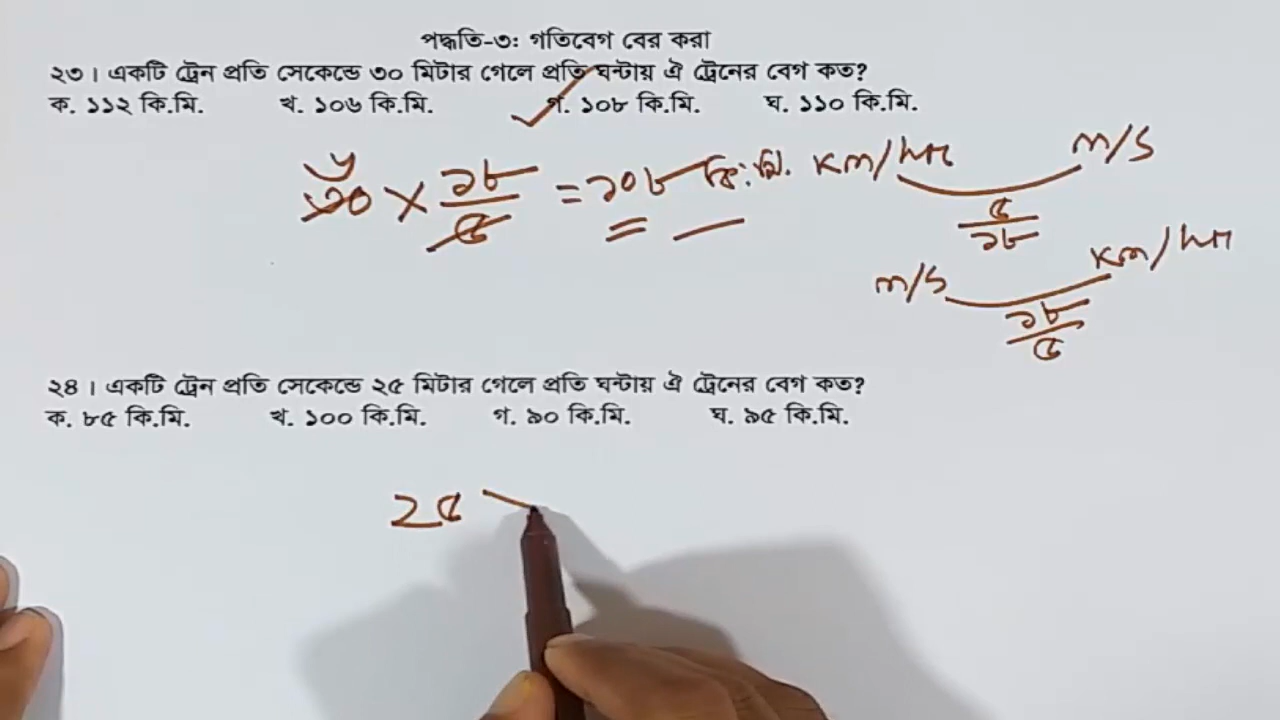 পদ্ধতি-৩: গতিবেগ বের করা
২৩। একটি ট্রেন প্রতি সেকেন্ডে ৩০ মিটার গেলে প্রতি ঘন্টায় ঐ ট্রেনের বেগ কত?
ক. ১১২ কি.মি. খ. ১০৬ কি.মি. গ. ১০৮ কি.মি. ঘ. ১১০ কি.মি.
৬
৩০ × ১৮/৫ = ১০৮ কি.মি.
km/hr m/s
৫/১৮
m/s km/hr
১৮/৫
২৪। একটি ট্রেন প্রতি সেকেন্ডে ২৫ মিটার গেলে প্রতি ঘন্টায় ঐ ট্রেনের বেগ কত?
ক. ৮৫ কি.মি. খ. ১০০ কি.মি. গ. ৯০ কি.মি. ঘ. ৯৫ কি.মি.
২৫